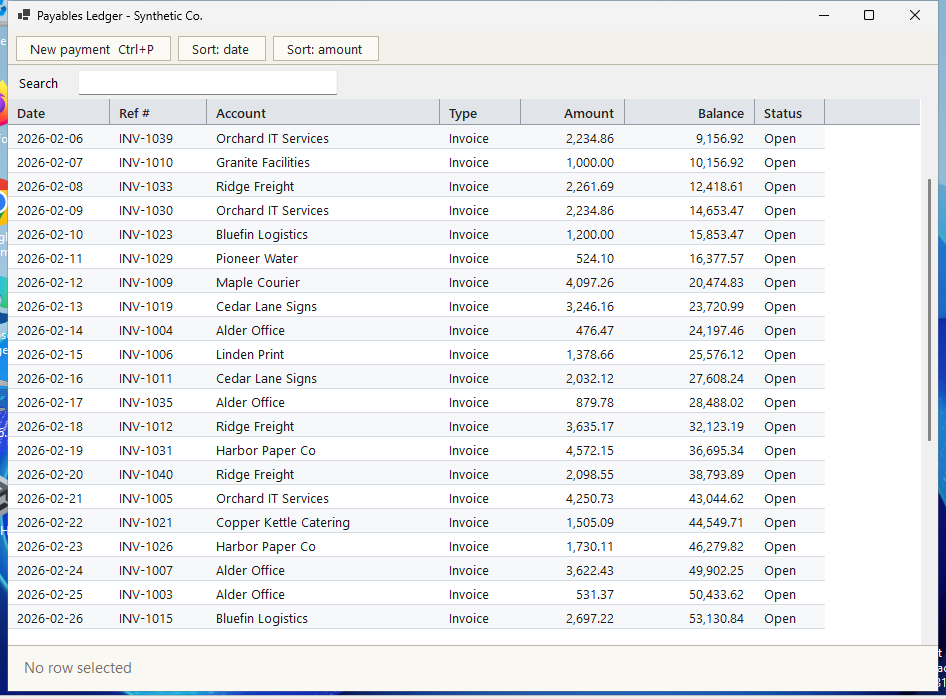 Payables Ledger - Synthetic Co.
New payment Ctrl+P Sort: date Sort: amount
Search
Date Ref # Account Type Amount Balance Status
2026-02-06 INV-1039 Orchard IT Services Invoice 2,234.86 9,156.92 Open
2026-02-07 INV-1010 Granite Facilities Invoice 1,000.00 10,156.92 Open
2026-02-08 INV-1033 Ridge Freight Invoice 2,261.69 12,418.61 Open
2026-02-09 INV-1030 Orchard IT Services Invoice 2,234.86 14,653.47 Open
2026-02-10 INV-1023 Bluefin Logistics Invoice 1,200.00 15,853.47 Open
2026-02-11 INV-1029 Pioneer Water Invoice 524.10 16,377.57 Open
2026-02-12 INV-1009 Maple Courier Invoice 4,097.26 20,474.83 Open
2026-02-13 INV-1019 Cedar Lane Signs Invoice 3,246.16 23,720.99 Open
2026-02-14 INV-1004 Alder Office Invoice 476.47 24,197.46 Open
2026-02-15 INV-1006 Linden Print Invoice 1,378.66 25,576.12 Open
2026-02-16 INV-1011 Cedar Lane Signs Invoice 2,032.12 27,608.24 Open
2026-02-17 INV-1035 Alder Office Invoice 879.78 28,488.02 Open
2026-02-18 INV-1012 Ridge Freight Invoice 3,635.17 32,123.19 Open
2026-02-19 INV-1031 Harbor Paper Co Invoice 4,572.15 36,695.34 Open
2026-02-20 INV-1040 Ridge Freight Invoice 2,098.55 38,793.89 Open
2026-02-21 INV-1005 Orchard IT Services Invoice 4,250.73 43,044.62 Open
2026-02-22 INV-1021 Copper Kettle Catering Invoice 1,505.09 44,549.71 Open
2026-02-23 INV-1026 Harbor Paper Co Invoice 1,730.11 46,279.82 Open
2026-02-24 INV-1007 Alder Office Invoice 3,622.43 49,902.25 Open
2026-02-25 INV-1003 Alder Office Invoice 531.37 50,433.62 Open
2026-02-26 INV-1015 Bluefin Logistics Invoice 2,697.22 53,130.84 Open
No row selected